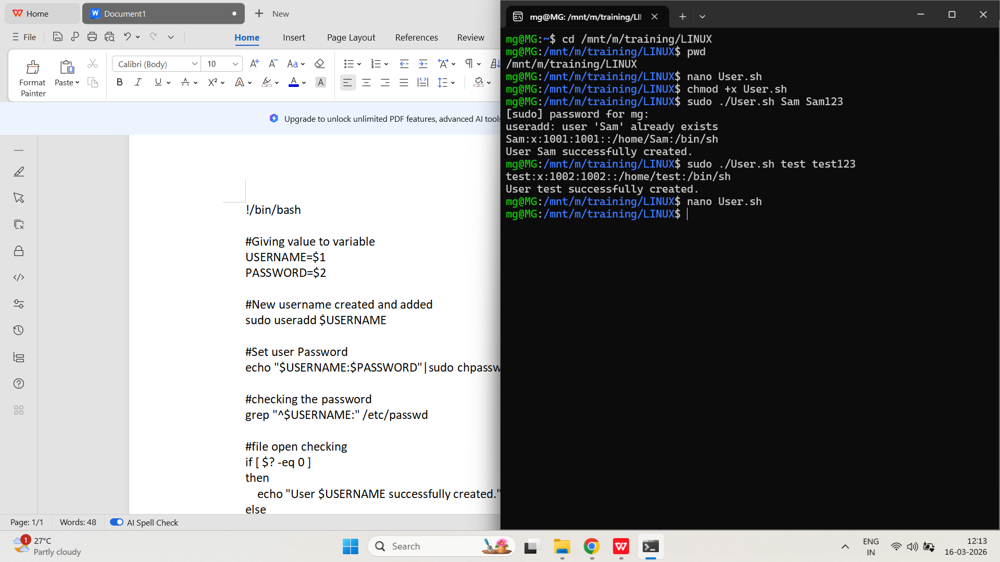 Home
Document1
New
File
Home
Insert
Page Layout
References
Review
Format
Painter
Paste
Calibri (Body)
10
Upgrade to unlock unlimited PDF features, advanced AI tools
!/bin/bash
#Giving value to variable
USERNAME=$1
PASSWORD=$2
#New username created and added
sudo useradd $USERNAME
#Set user Password
echo "$USERNAME:$PASSWORD"|sudo chpassw
#checking the password
grep "^$USERNAME:" /etc/passwd
#file open checking
if [ $? -eq 0 ]
then
echo "User $USERNAME successfully created."
else
Page: 1/1
Words: 48
AI Spell Check
mg@MG: /mnt/m/training/LI
mg@MG:~$ cd /mnt/m/training/LINUX
mg@MG:/mnt/m/training/LINUX$ pwd
/mnt/m/training/LINUX
mg@MG:/mnt/m/training/LINUX$ nano User.sh
mg@MG:/mnt/m/training/LINUX$ chmod +x User.sh
mg@MG:/mnt/m/training/LINUX$ sudo ./User.sh Sam Sam123
[sudo] password for mg:
useradd: user 'Sam' already exists
Sam:x:1001:1001::/home/Sam:/bin/sh
User Sam successfully created.
mg@MG:/mnt/m/training/LINUX$ sudo ./User.sh test test123
test:x:1002:1002::/home/test:/bin/sh
User test successfully created.
mg@MG:/mnt/m/training/LINUX$ nano User.sh
mg@MG:/mnt/m/training/LINUX$
1
27°C
Partly cloudy
Search
ENG
IN
12:13
16-03-2026